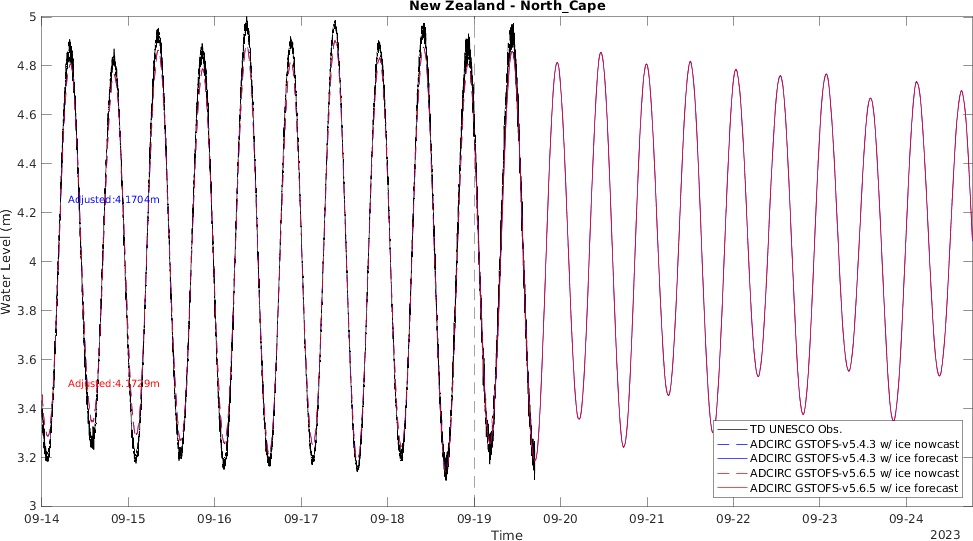 New Zealand - North_Cape
5
4.8
4.6
4.4
4.2
4
3.8
3.6
3.4
3.2
3
Water Level (m)
Adjusted:4.1704m
Adjusted:4.1729m
TD UNESCO Obs.
ADCIRC GSTOFS-v5.4.3 w/ ice nowcast
ADCIRC GSTOFS-v5.4.3 w/ ice forecast
ADCIRC GSTOFS-v5.6.5 w/ ice nowcast
ADCIRC GSTOFS-v5.6.5 w/ ice forecast
09-14 09-15 09-16 09-17 09-18 09-19 09-20 09-21 09-22 09-23 09-24
Time
2023